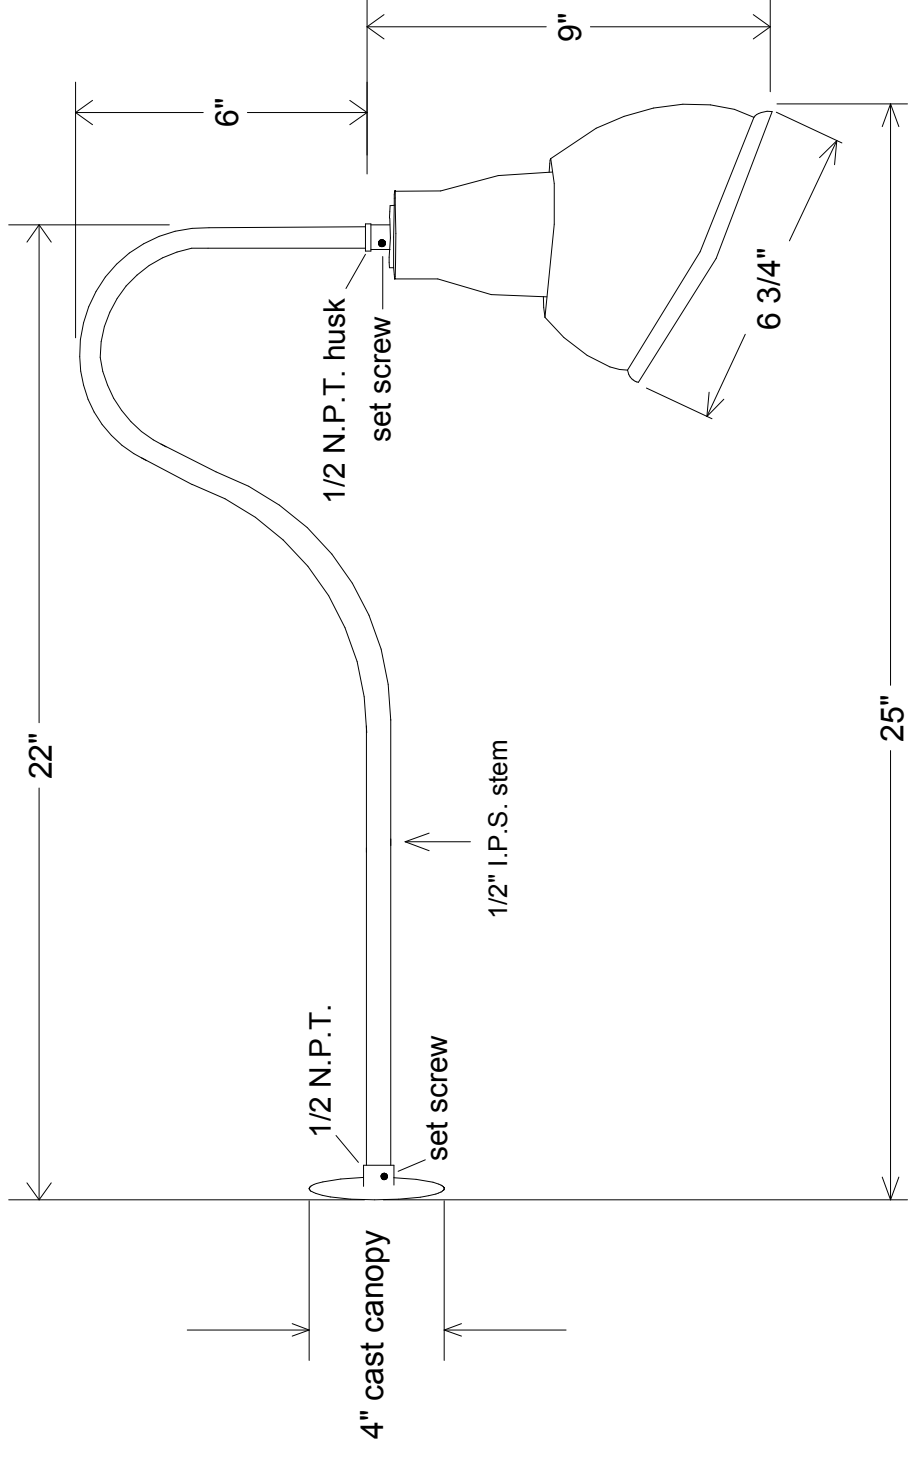 22"
6"
9"
1/2 N.P.T. husk
set screw
6 3/4"
1/2" I.P.S. stem
25"
1/2 N.P.T.
set screw
4" cast canopy